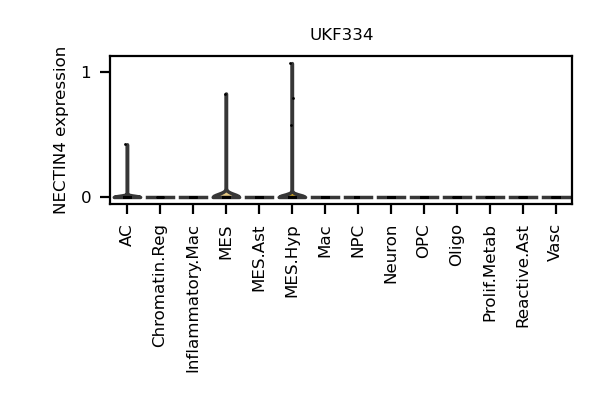 UKF334
NECTIN4 expression
1
0
AC
Chromatin.Reg
Inflammatory.Mac
MES
MES.Ast
MES.Hyp
Mac
NPC
Neuron
OPC
Oligo
Prolif.Metab
Reactive.Ast
Vasc